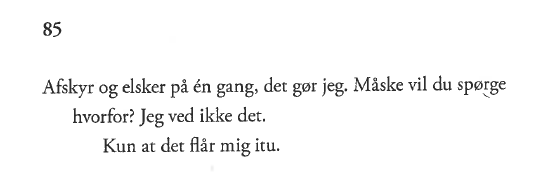 85
Afskyr og elsker på én gang, det gør jeg. Måske vil du spørge
hvorfor? Jeg ved ikke det.
Kun at det flår mig itu.